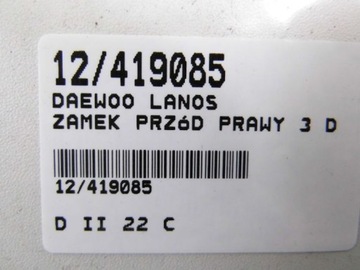 12/419085
DAEWOO LANOS
ZAMEK PRZóD PRAWY 3 D
12/419085
D II 22 C